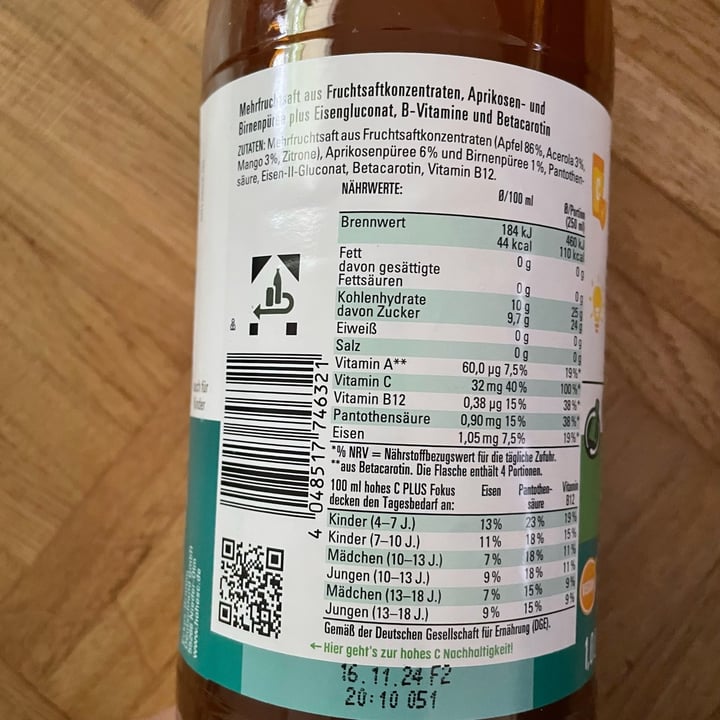 Mehrfruchtsaft aus Fruchtsaftkonzentraten, Aprikosen- und
Birnenpüree plus Eisengluconat, B-Vitamine und Betacarotin
ZUTATEN: Mehrfruchtsaft aus Fruchtsaftkonzentraten (Apfel 86%, Acerola 3%,
Mango 3%, Zitrone), Aprikosenpüree 6% und Birnenpüree 1%, Pantothen-
säure, Eisen-II-Gluconat, Betacarotin, Vitamin B12.
NÄHRWERTE: Ø/100 ml Ø/Portion
(250 ml)
Brennwert 184 kJ 460 kJ
44 kcal 110 kcal
Fett 0 g 0 g
davon gesättigte
Fettsäuren 0 g 0 g
Kohlenhydrate 10 g 25 g
davon Zucker 9,7 g 24 g
Eiweiß 0 g 0 g
Salz 0 g 0 g
Vitamin A** 60,0 µg 7,5% 19%*
Vitamin C 32 mg 40% 100%*
Vitamin B12 0,38 µg 15% 38%*
Pantothensäure 0,90 mg 15% 38%*
Eisen 1,05 mg 7,5% 19%*
*% NRV = Nährstoffbezugswert für die tägliche Zufuhr.
**aus Betacarotin. Die Flasche enthält 4 Portionen.
100 ml hohes C PLUS Fokus Eisen Pantothen- Vitamin
decken den Tagesbedarf an: säure B12
Kinder (4–7 J.) 13% 23% 19%
Kinder (7–10 J.) 11% 18% 15%
Mädchen (10–13 J.) 7% 18% 11%
Jungen (10–13 J.) 9% 18% 11%
Mädchen (13–18 J.) 7% 15% 9%
Jungen (13–18 J.) 9% 15% 9%
Gemäß der Deutschen Gesellschaft für Ernährung (DGE).
←Hier geht's zur hohes C Nachhaltigkeit!
4 048517 746321
www.hohesc.de
16.11.24 F2
20:10 051